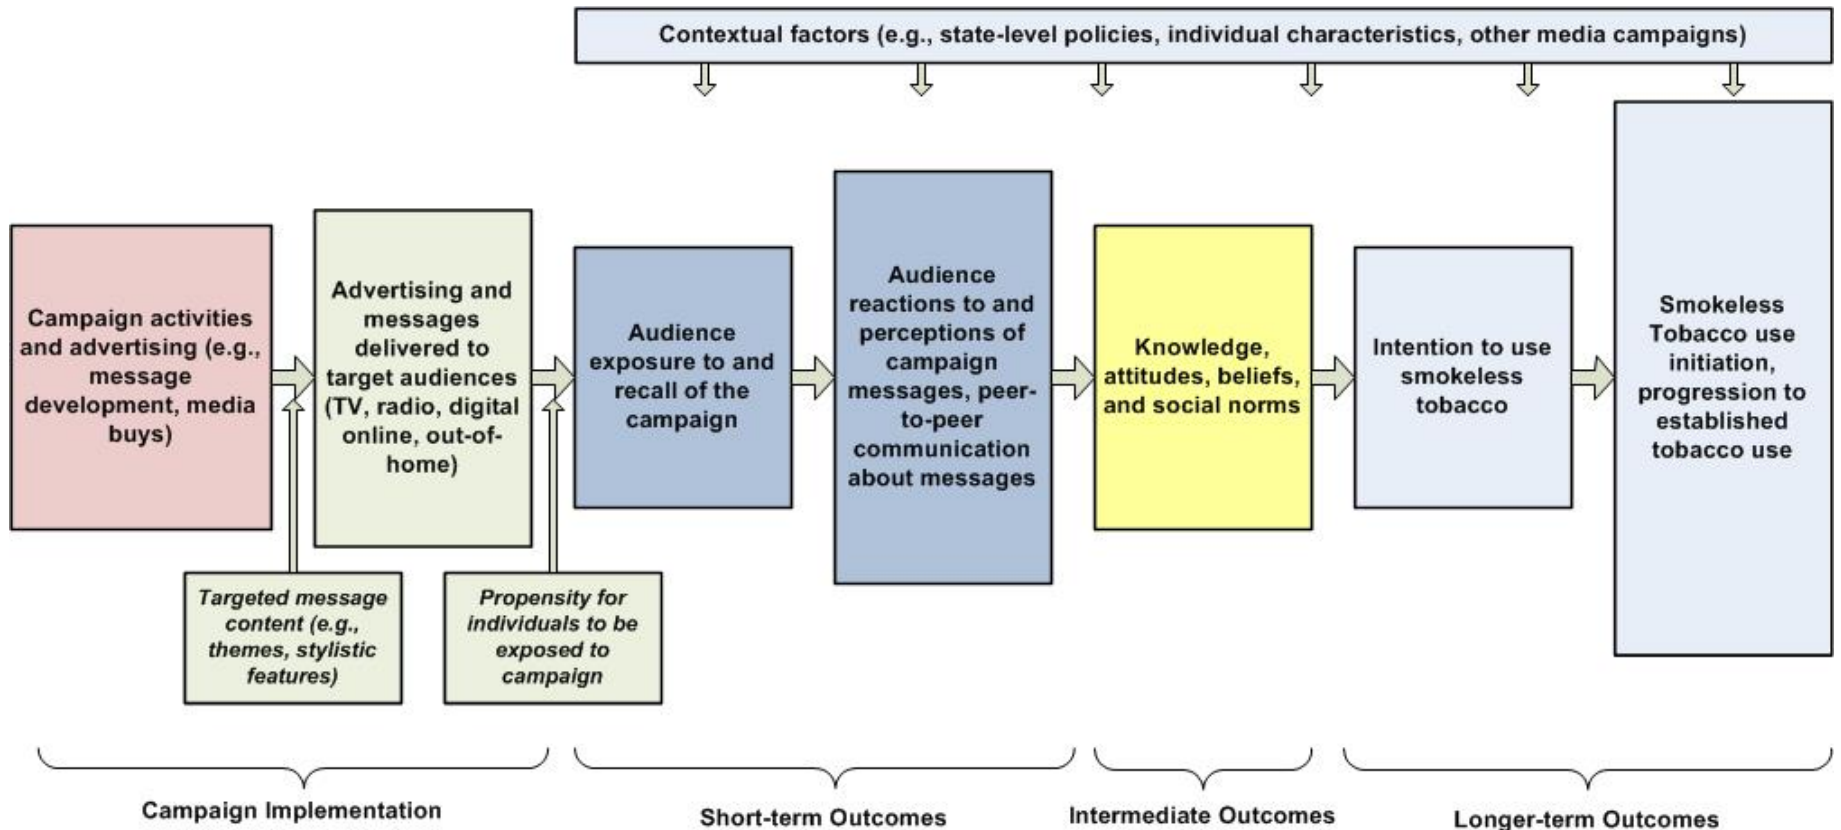 Contextual factors (e.g., state-level policies, individual characteristics, other media campaigns)
Campaign activities
and advertising (e.g.,
message
development, media
buys)
Advertising and
messages
delivered to
target audiences
(TV, radio, digital
online, out-of-
home)
Audience
exposure to and
recall of the
campaign
Audience
reactions to and
perceptions of
campaign
messages, peer-
to-peer
communication
about messages
Knowledge,
attitudes, beliefs,
and social norms
Intention to use
smokeless
tobacco
Smokeless
Tobacco use
initiation,
progression to
established
tobacco use
Targeted message
content (e.g.,
themes, stylistic
features)
Propensity for
individuals to be
exposed to
campaign
Campaign Implementation
Short-term Outcomes
Intermediate Outcomes
Longer-term Outcomes